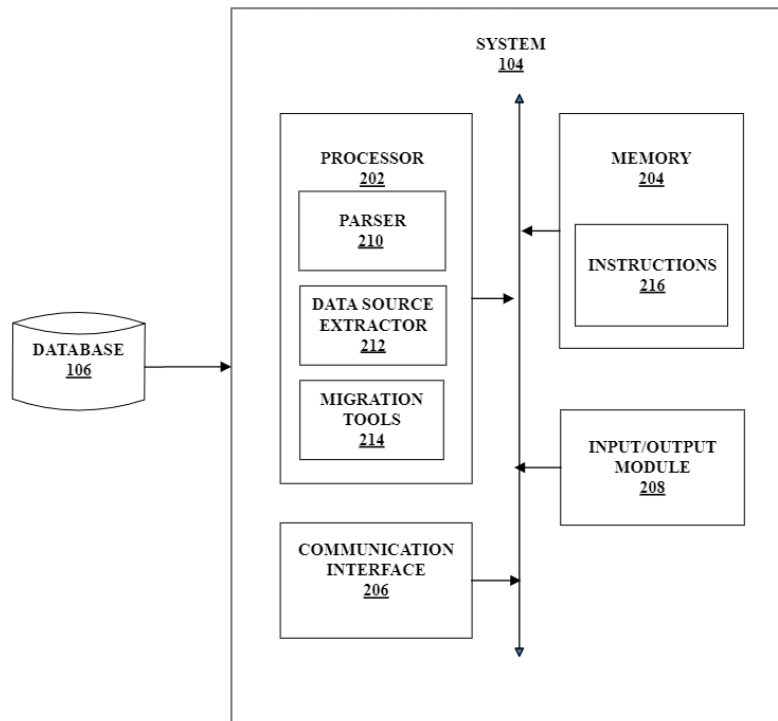 SYSTEM
104
PROCESSOR
202
PARSER
210
DATA SOURCE
EXTRACTOR
212
MIGRATION
TOOLS
214
MEMORY
204
INSTRUCTIONS
216
DATABASE
106
INPUT/OUTPUT
MODULE
208
COMMUNICATION
INTERFACE
206